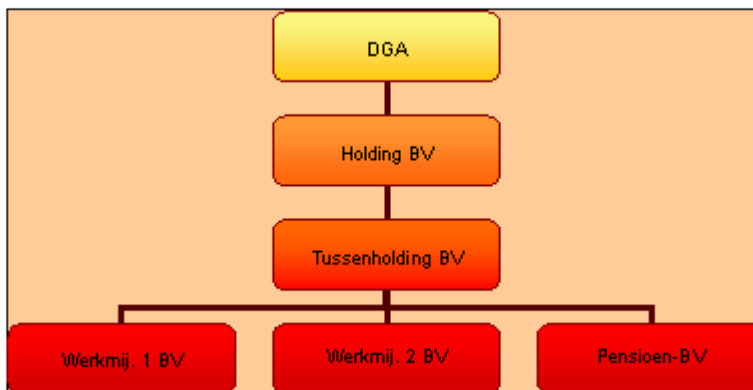 DGA
Holding BV
Tussenholding BV
Werkmij. 1 BV
Werkmij. 2 BV
Pensioen-BV